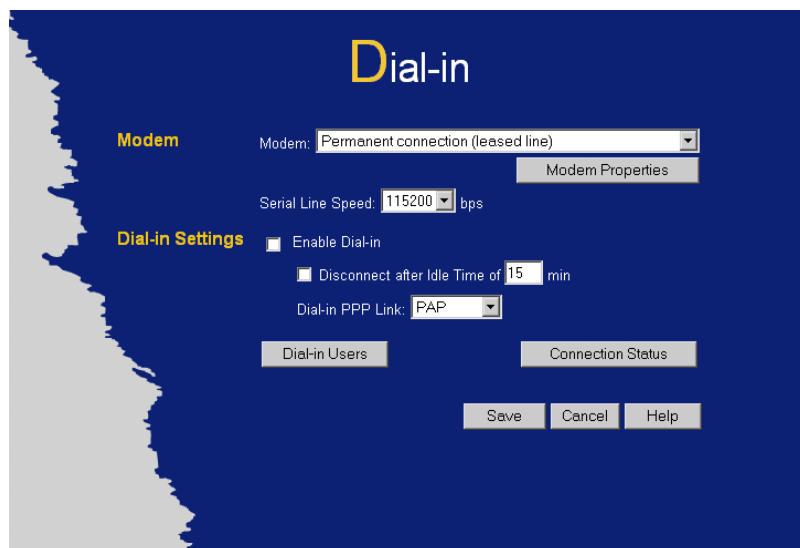 Dial-in
Modem
Modem: Permanent connection (leased line)
Modem Properties
Serial Line Speed: 115200 bps
Dial-in Settings
Enable Dial-in
Disconnect after Idle Time of 15 min
Dial-in PPP Link: PAP
Dial-in Users
Connection Status
Save
Cancel
Help